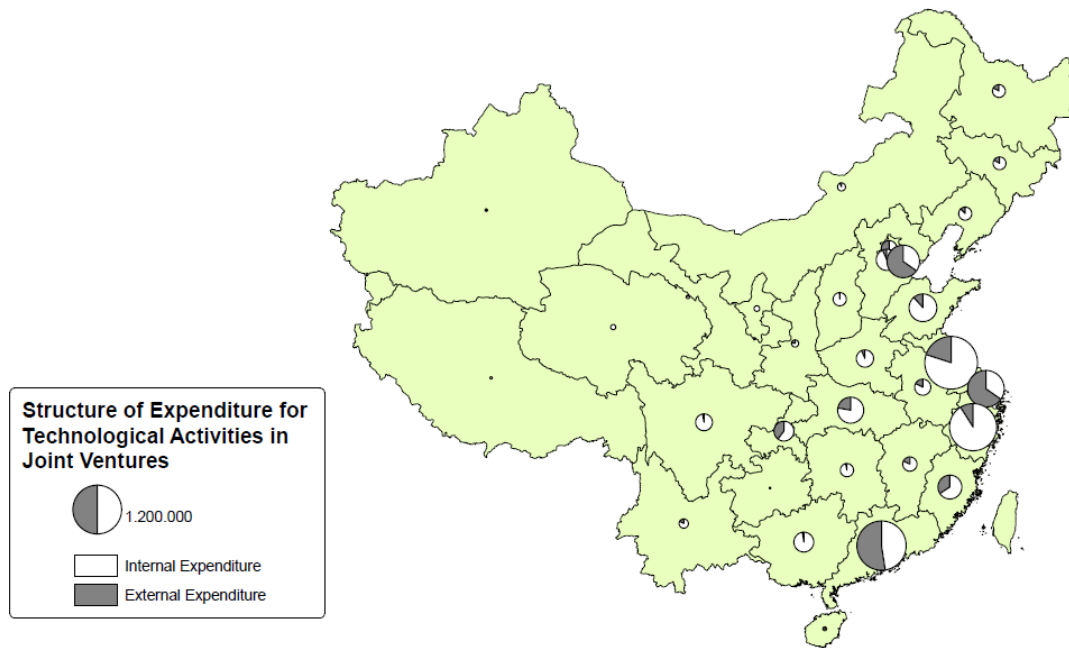 Structure of Expenditure for
Technological Activities in
Joint Ventures
1.200.000
Internal Expenditure
External Expenditure